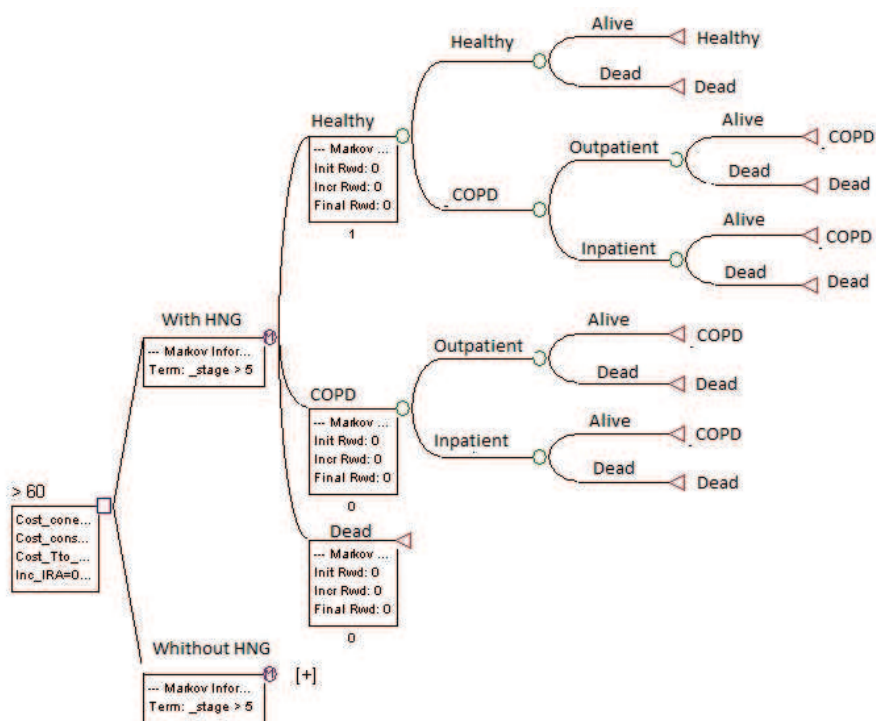 Alive
Healthy
Healthy
Dead
Dead
Healthy
--- Markov ...
Init Rwd: 0
Incr Rwd: 0
Final Rwd: 0
1
COPD
Outpatient
Alive
COPD
Dead
Dead
Inpatient
Alive
COPD
Dead
Dead
With HNG
--- Markov Infor...
Term: _stage > 5
COPD
--- Markov ...
Init Rwd: 0
Incr Rwd: 0
Final Rwd: 0
0
Outpatient
Alive
COPD
Dead
Dead
Inpatient
Alive
COPD
Dead
Dead
Dead
--- Markov ...
Init Rwd: 0
Incr Rwd: 0
Final Rwd: 0
0
> 60
Cost_cone...
Cost_cons...
Cost_Tto_...
Inc_IRA=0...
Whithout HNG
[+]
--- Markov Infor...
Term: _stage > 5